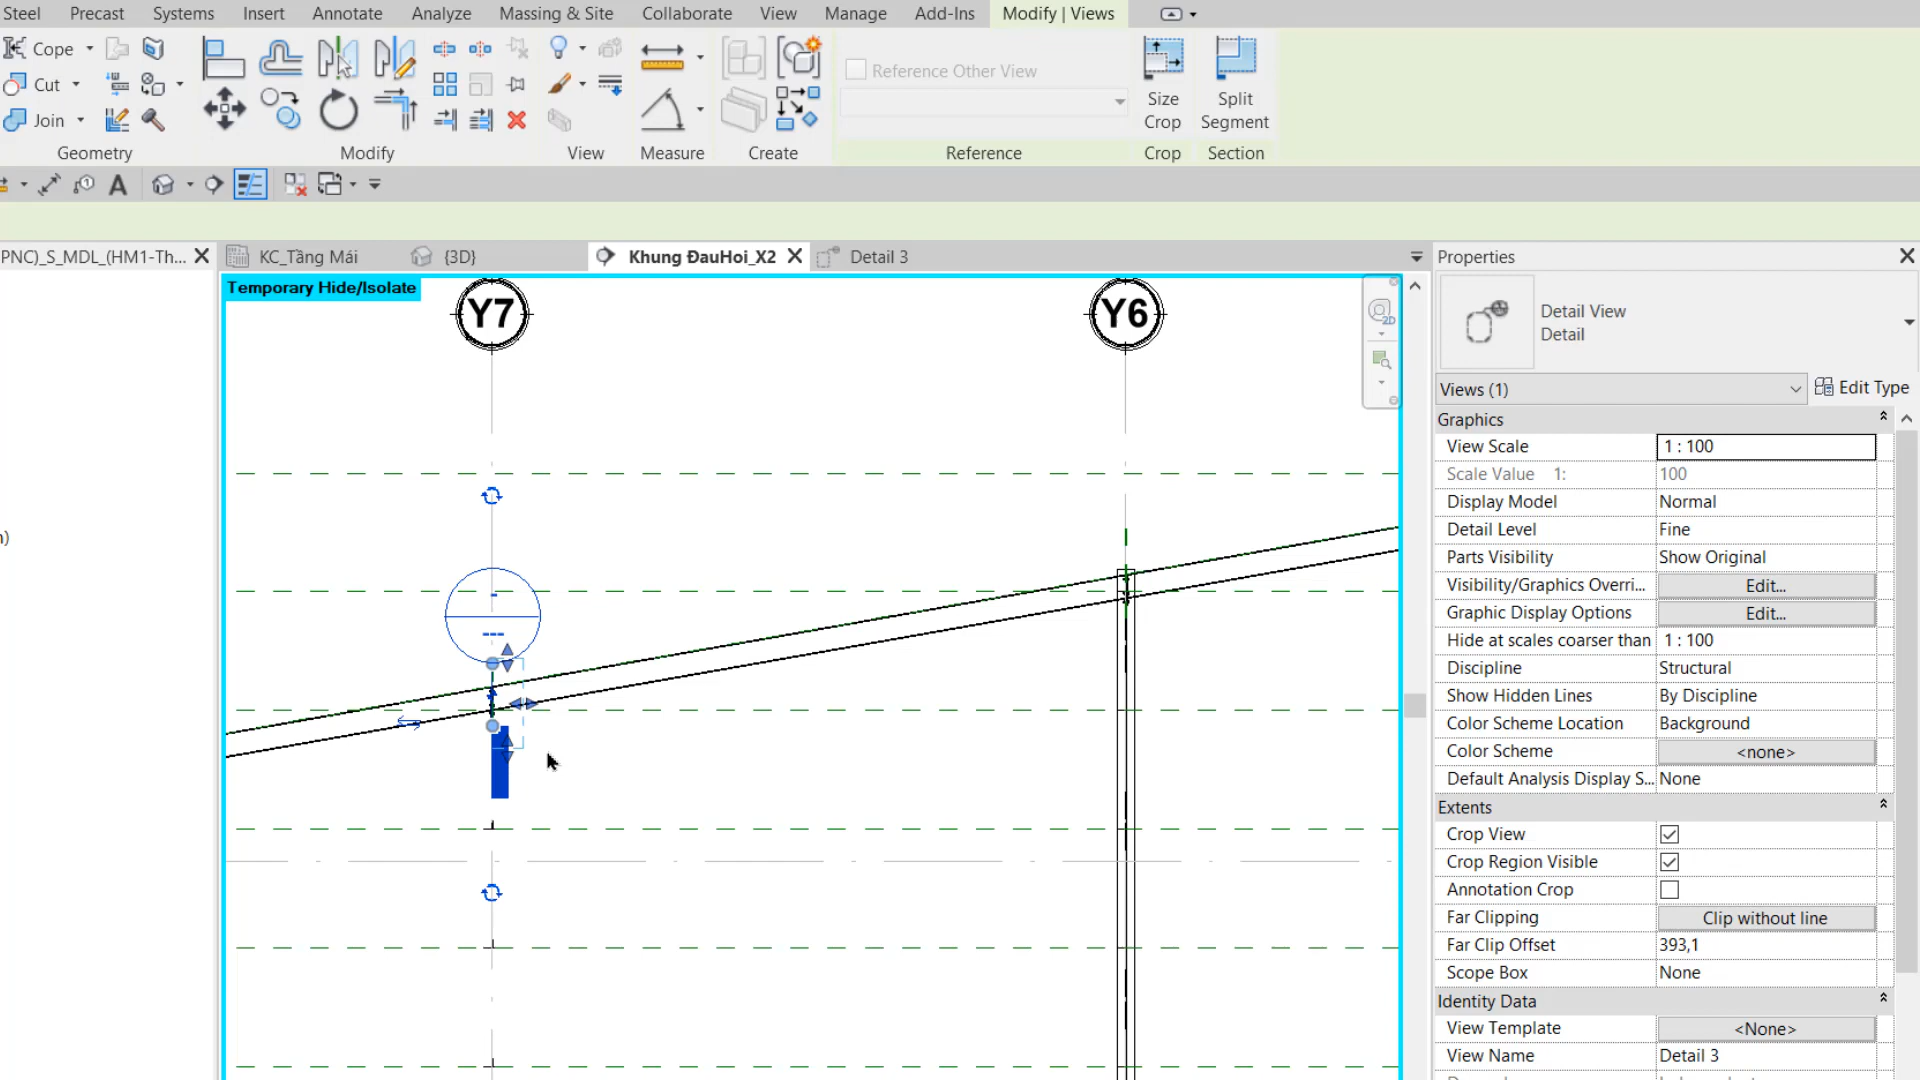 Steel Precast Systems Insert Annotate Analyze Massing & Site Collaborate View Manage Add-Ins Modify | Views
Cope
Cut
Join
Reference Other View
Size Crop
Split Segment
Geometry Modify View Measure Create Reference Crop Section
A
PNC)_S_MDL_(HM1-Th... KC_Tầng Mái {3D} Khung ĐauHoi_X2 Detail 3
Properties
Temporary Hide/Isolate
Y7
Y6
2D
n)
Detail View
Detail
Views (1) Edit Type
Graphics
View Scale 1 : 100
Scale Value 1: 100
Display Model Normal
Detail Level Fine
Parts Visibility Show Original
Visibility/Graphics Overri... Edit...
Graphic Display Options Edit...
Hide at scales coarser than 1 : 100
Discipline Structural
Show Hidden Lines By Discipline
Color Scheme Location Background
Color Scheme <none>
Default Analysis Display S... None
Extents
Crop View
Crop Region Visible
Annotation Crop
Far Clipping Clip without line
Far Clip Offset 393,1
Scope Box None
Identity Data
View Template <None>
View Name Detail 3